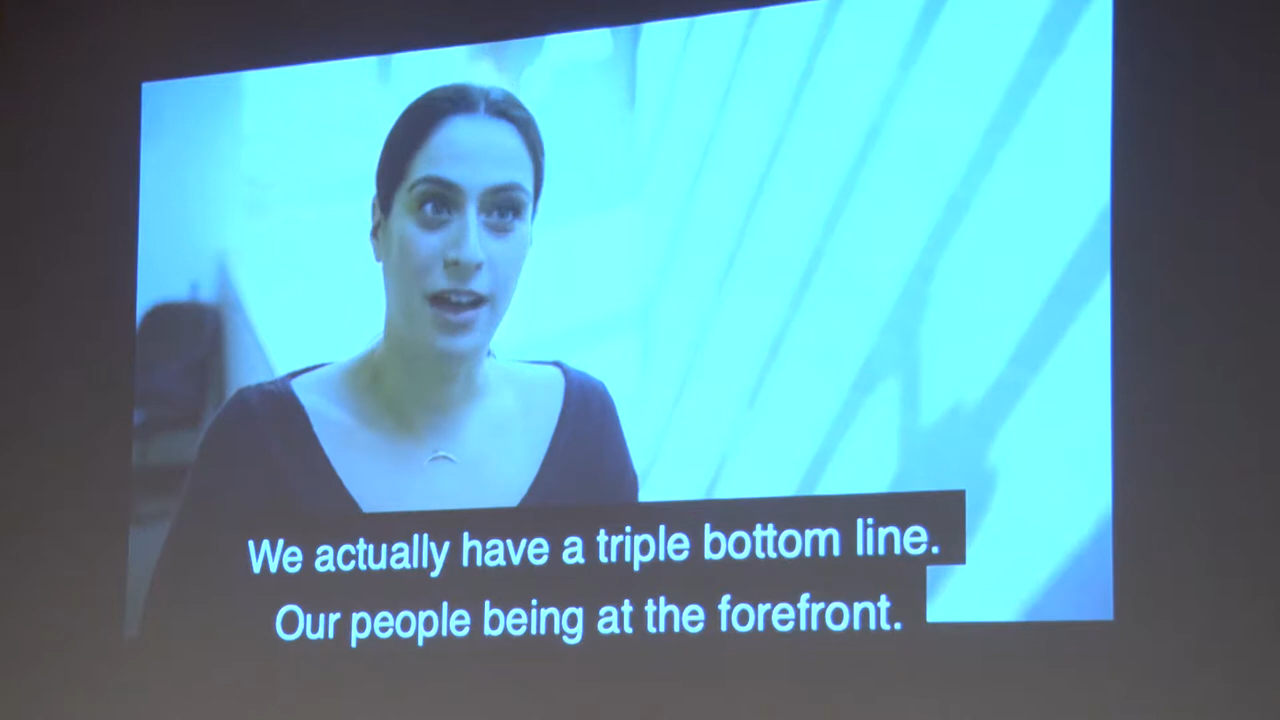 We actually have a triple bottom line.
Our people being at the forefront.